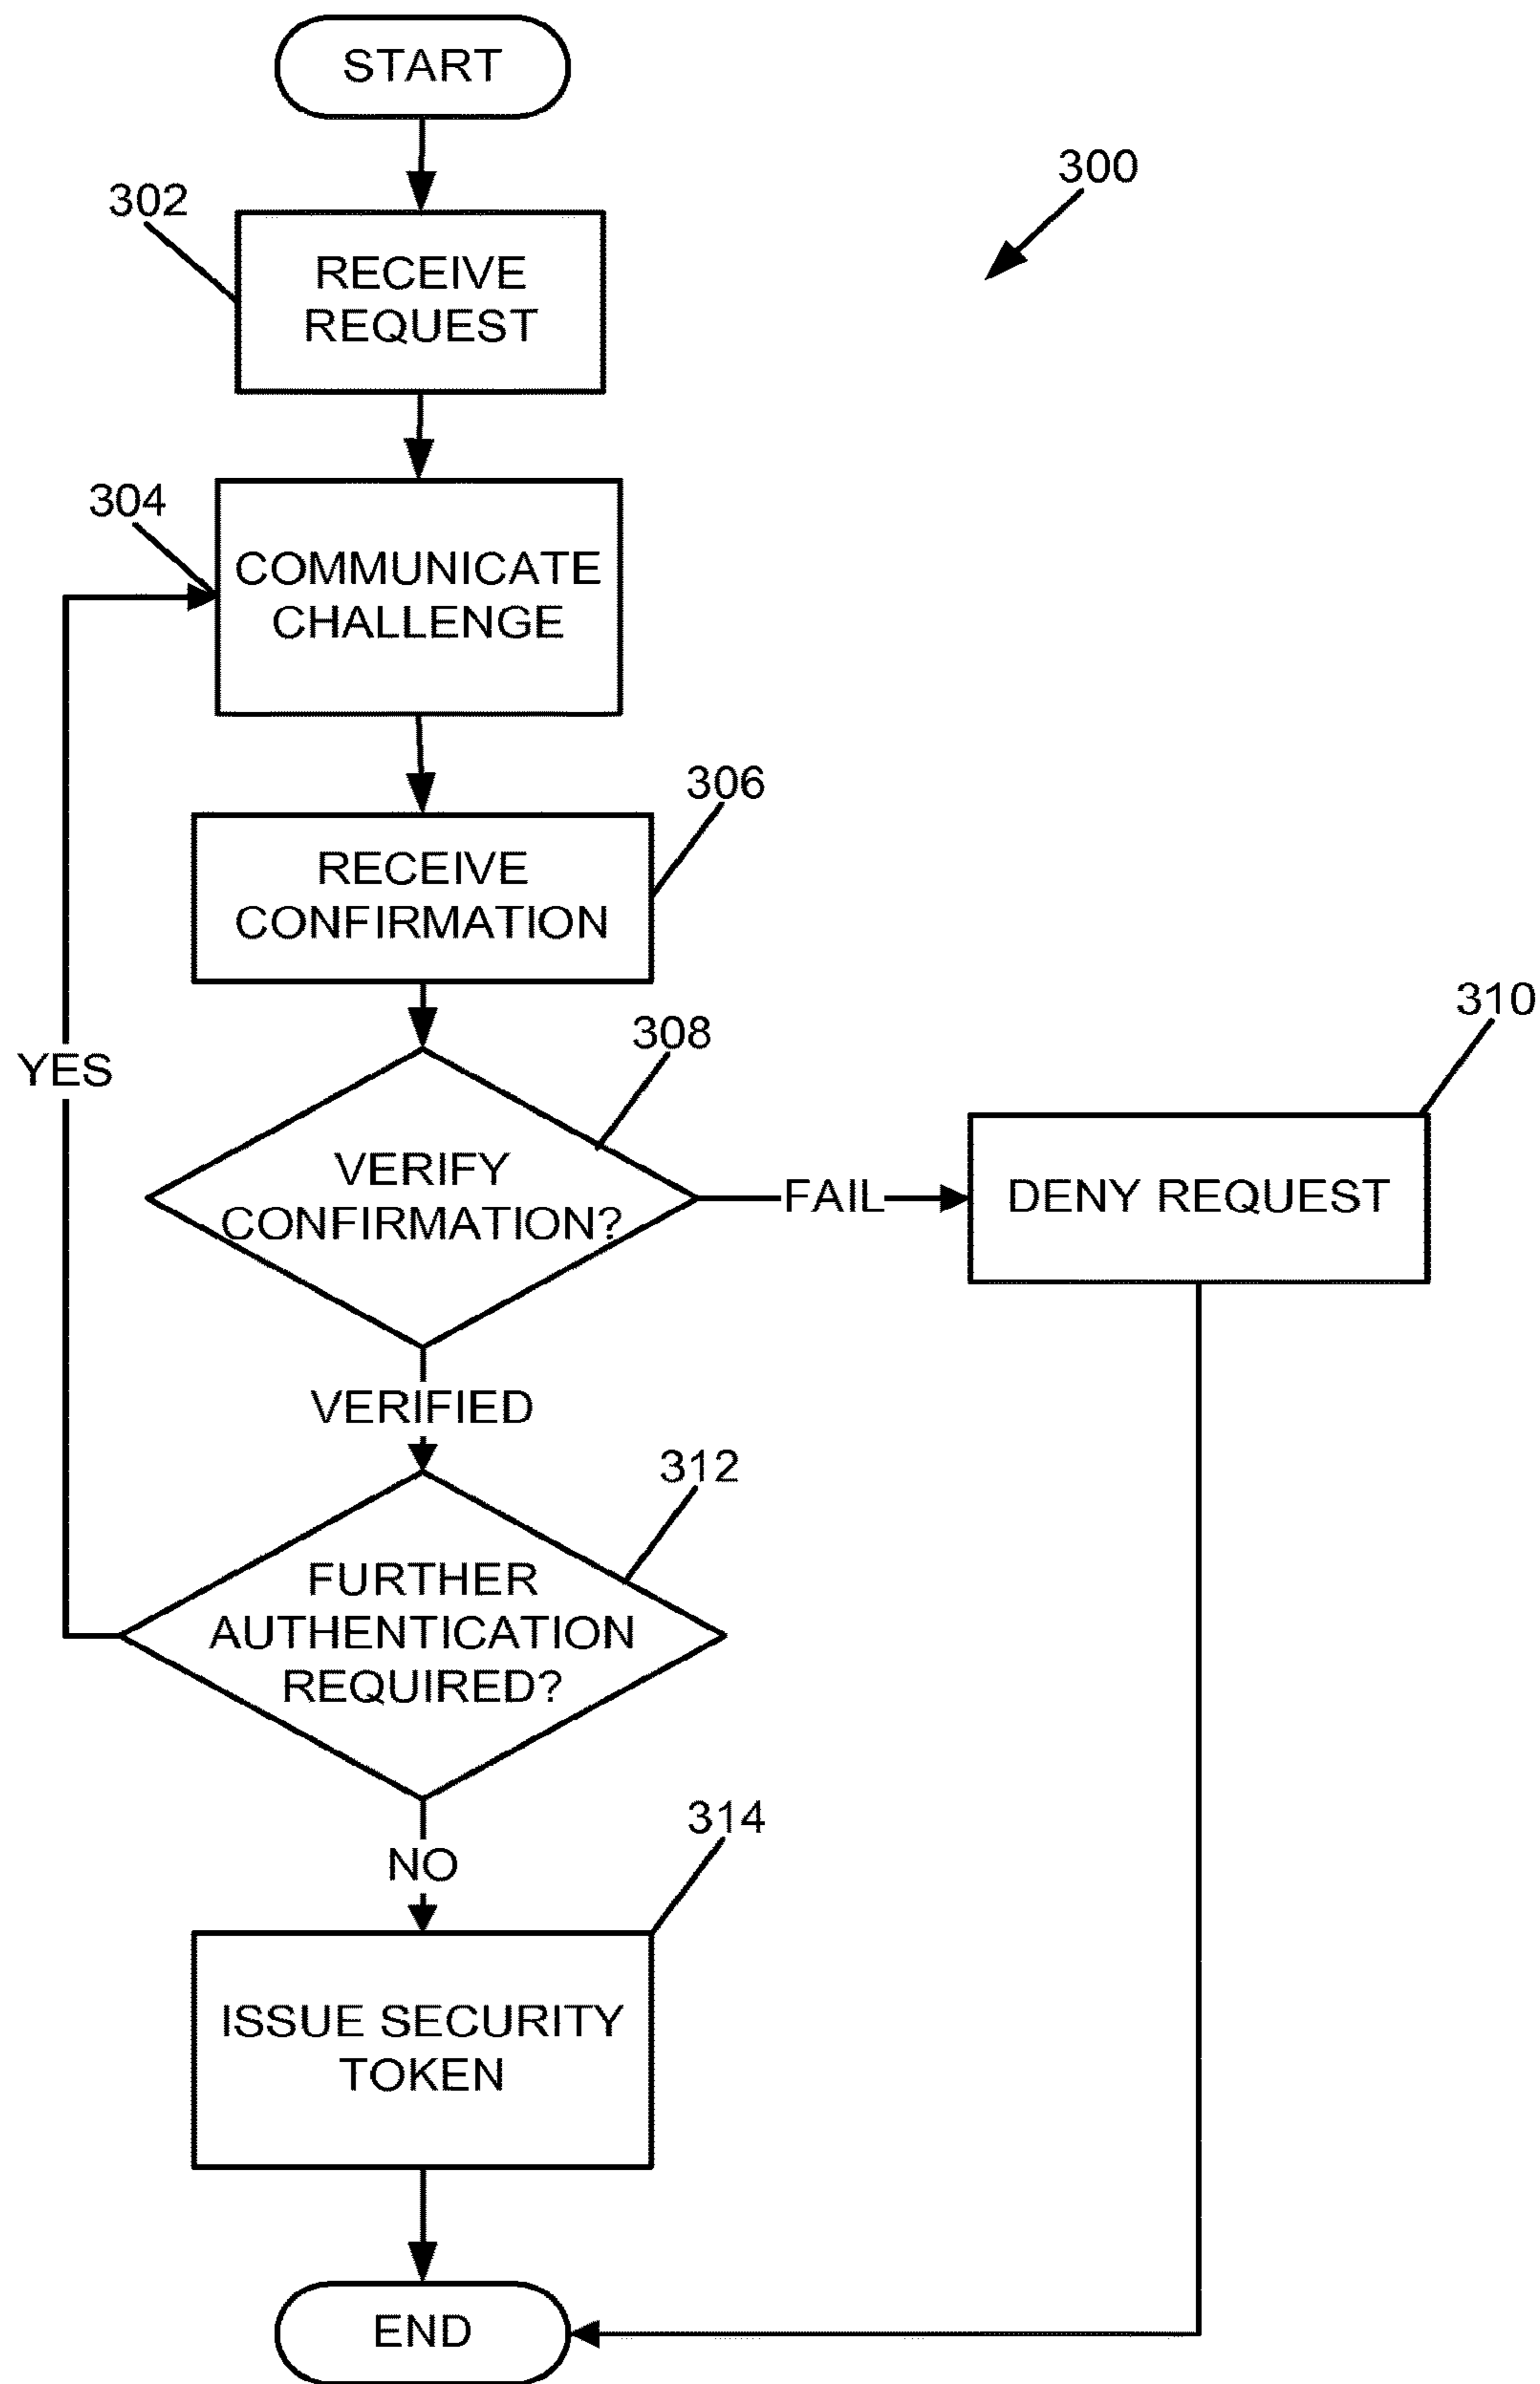 START
300
302
RECEIVE
REQUEST
304
COMMUNICATE
CHALLENGE
306
RECEIVE
CONFIRMATION
308
310
YES
VERIFY
CONFIRMATION?
FAIL
DENY REQUEST
VERIFIED
312
FURTHER
AUTHENTICATION
REQUIRED?
314
NO
ISSUE SECURITY
TOKEN
END